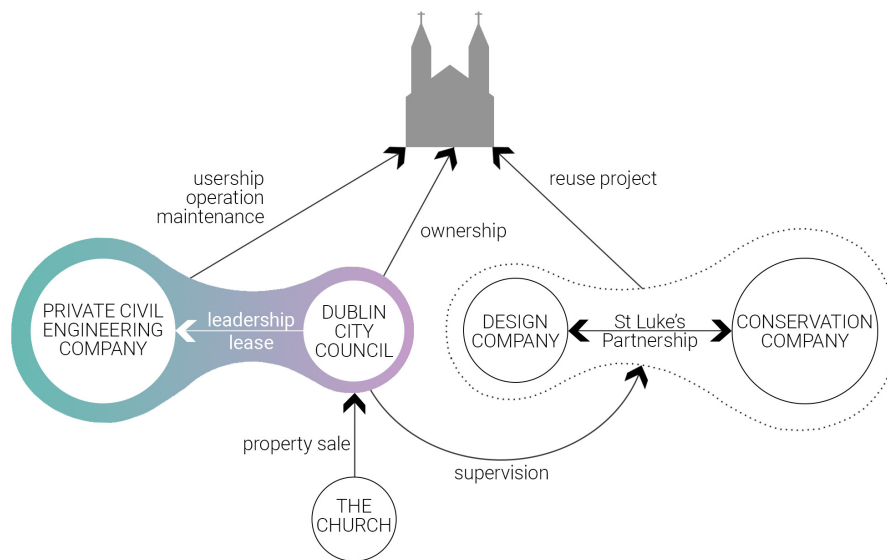 usership
operation
maintenance
reuse project
ownership
PRIVATE CIVIL
ENGINEERING
COMPANY
leadership
lease
DUBLIN
CITY
COUNCIL
DESIGN
COMPANY
St Luke's
Partnership
CONSERVATION
COMPANY
property sale
supervision
THE
CHURCH